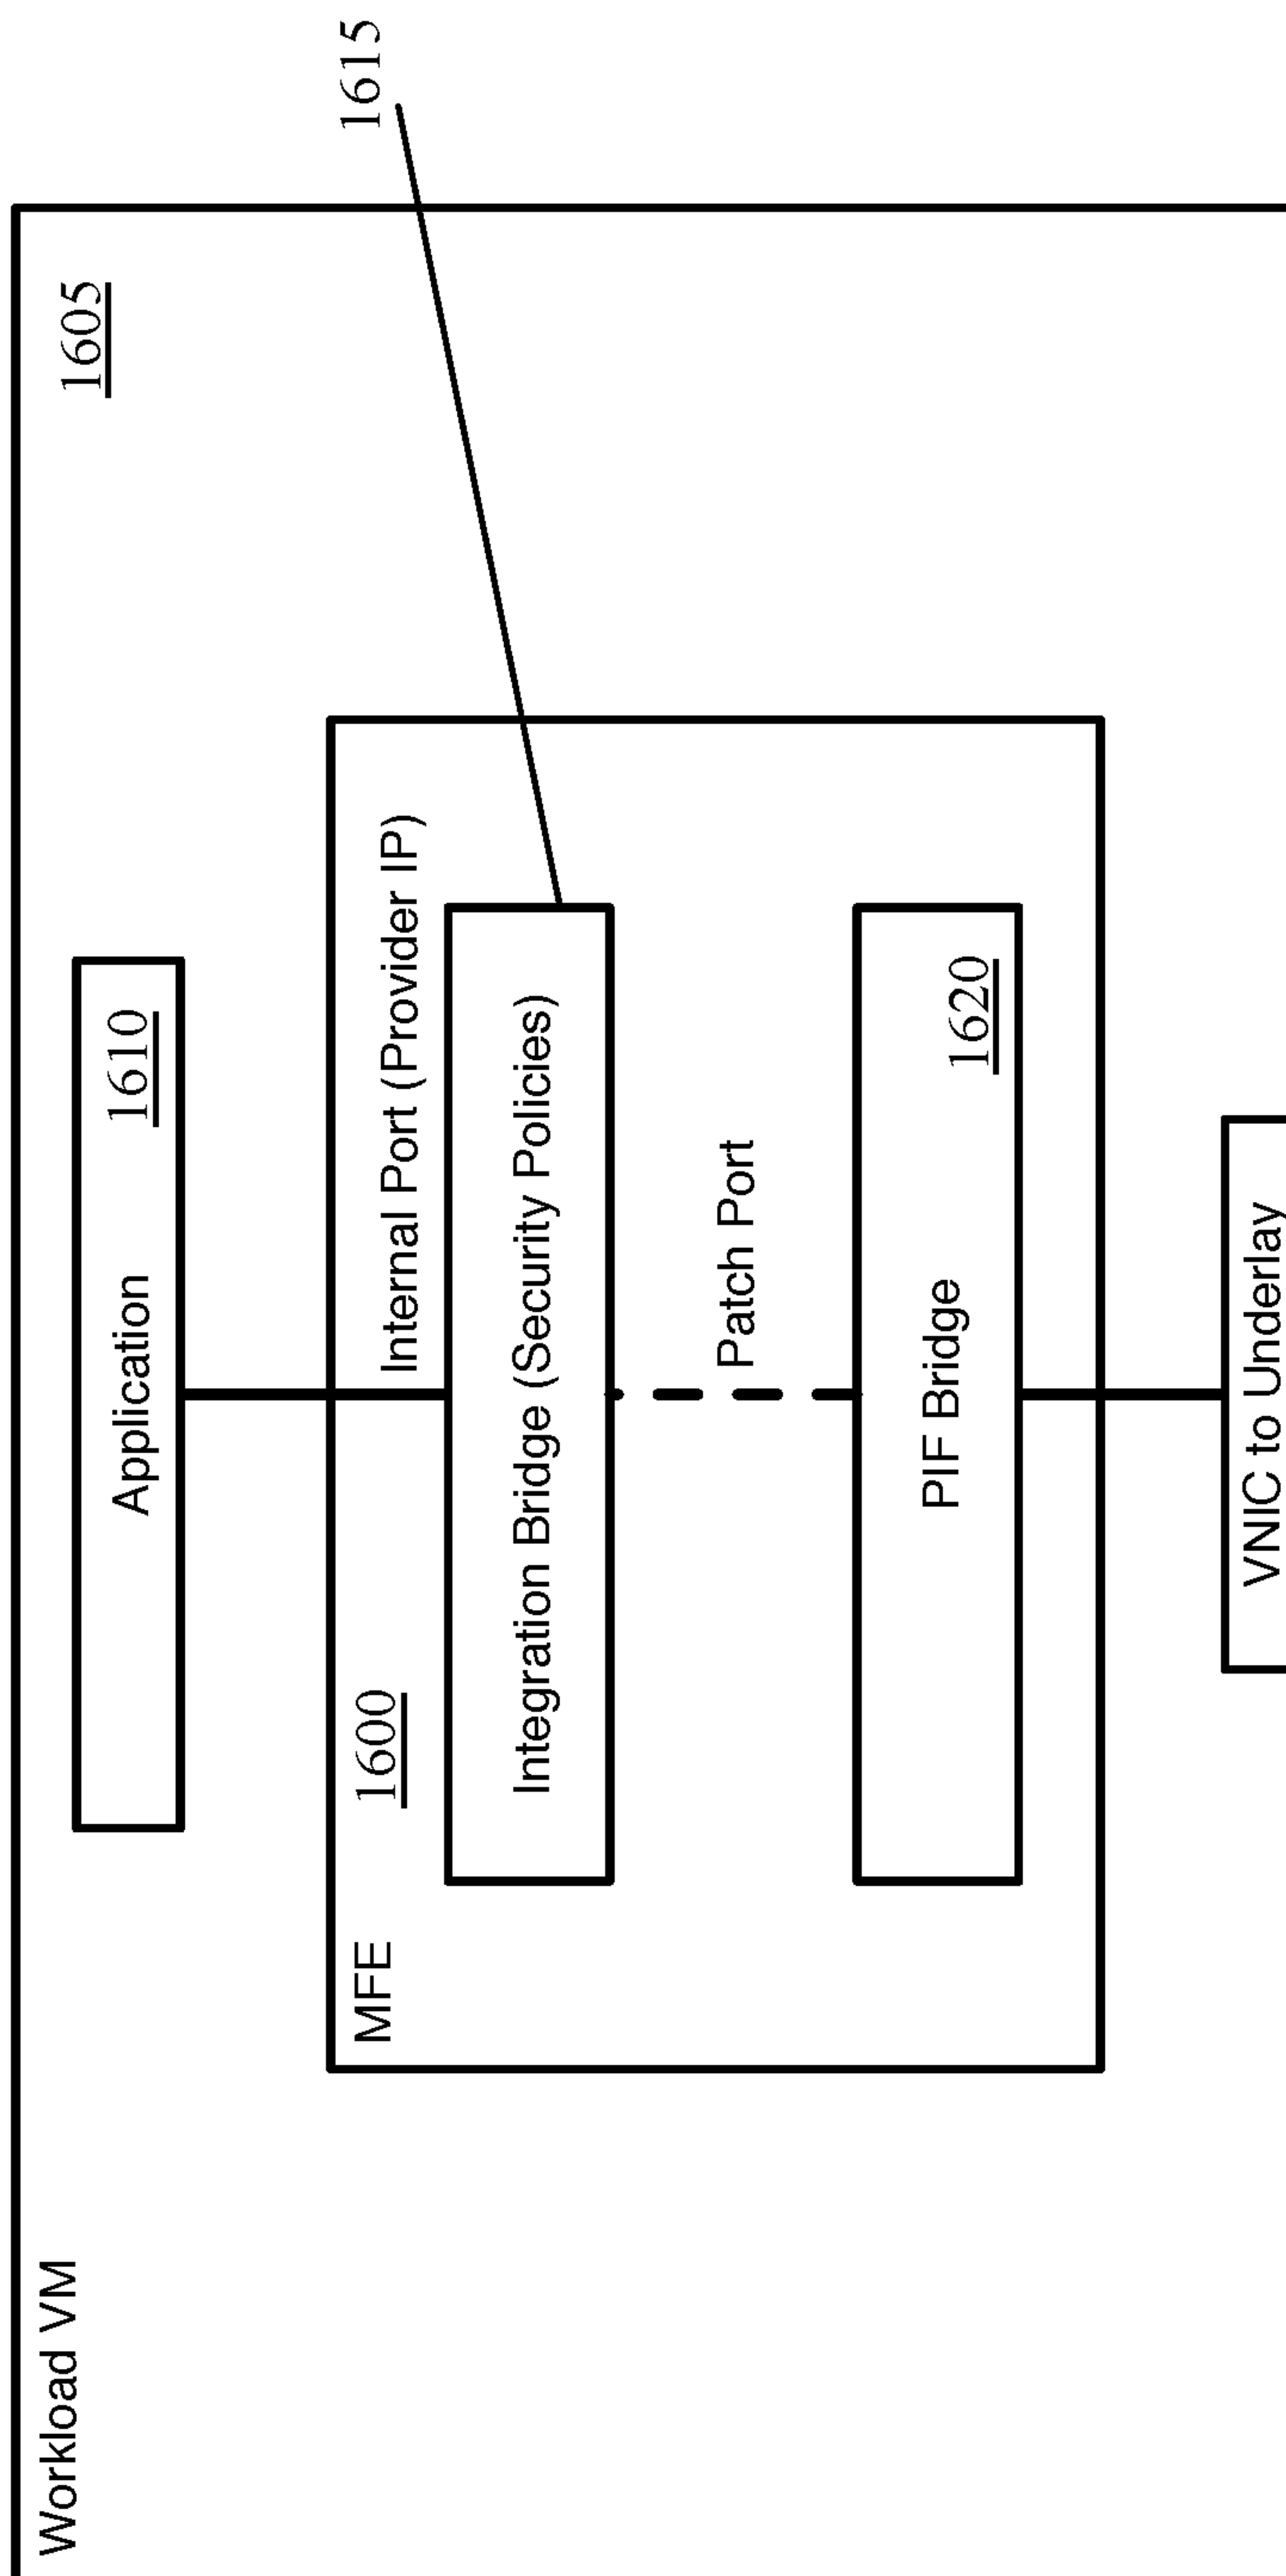 Workload VM
1605
Application
1610
1615
MFE
1600
Internal Port (Provider IP)
Integration Bridge (Security Policies)
Patch Port
PIF Bridge
1620
VNIC to Underlay